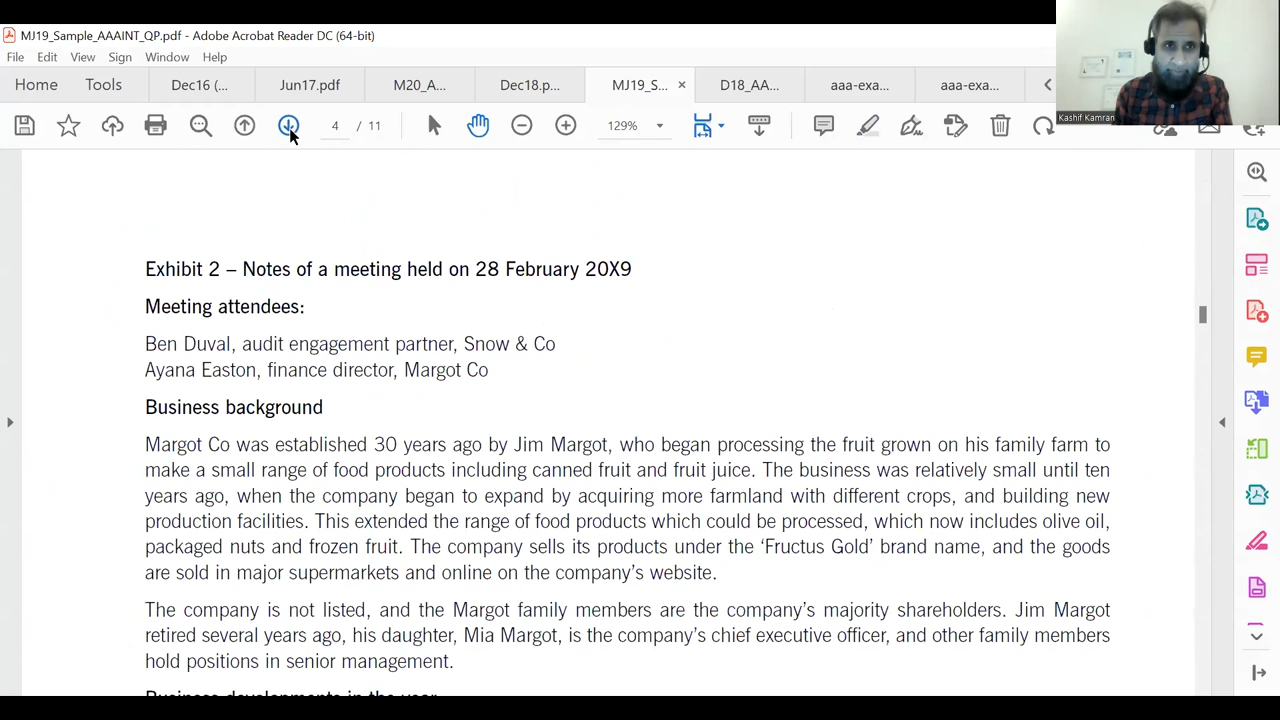 MJ19_Sample_AAAINT_QP.pdf - Adobe Acrobat Reader DC (64-bit)
File Edit View Sign Window Help
Home Tools Dec16 (... Jun17.pdf M20_A... Dec18.p... MJ19_S... D18_AA... aaa-exa... aaa-exa...
4 / 11 129%
Kashif Kamran
Exhibit 2 – Notes of a meeting held on 28 February 20X9
Meeting attendees:
Ben Duval, audit engagement partner, Snow & Co
Ayana Easton, finance director, Margot Co
Business background
Margot Co was established 30 years ago by Jim Margot, who began processing the fruit grown on his family farm to
make a small range of food products including canned fruit and fruit juice. The business was relatively small until ten
years ago, when the company began to expand by acquiring more farmland with different crops, and building new
production facilities. This extended the range of food products which could be processed, which now includes olive oil,
packaged nuts and frozen fruit. The company sells its products under the ‘Fructus Gold’ brand name, and the goods
are sold in major supermarkets and online on the company’s website.
The company is not listed, and the Margot family members are the company’s majority shareholders. Jim Margot
retired several years ago, his daughter, Mia Margot, is the company’s chief executive officer, and other family members
hold positions in senior management.
Business developments in the year